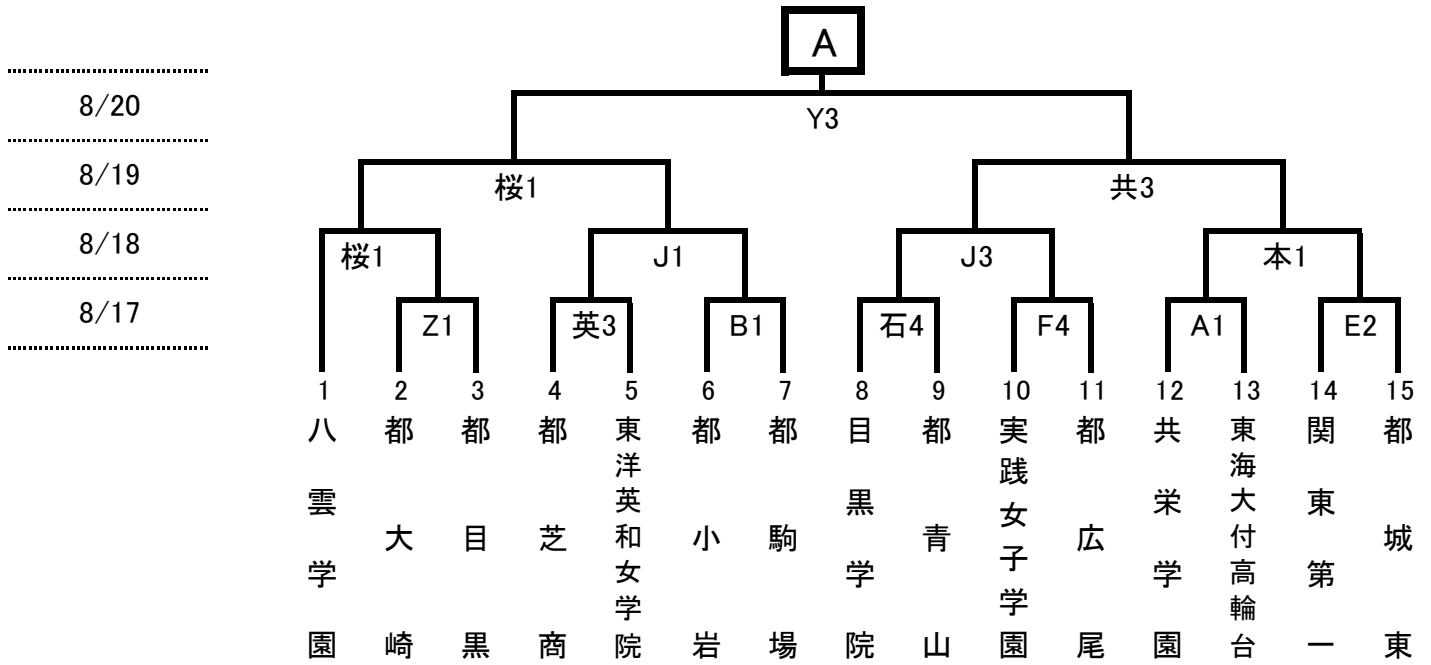 A
8/20
Y3
8/19
桜1
共3
8/18
桜1
J1
J3
本1
8/17
Z1
英3
B1
石4
F4
A1
E2
1 2 3 4 5 6 7 8 9 10 11 12 13 14 15
八雲学園
都大崎
都目黒
都芝商
東洋英和女学院
都小岩
都駒場
目黒学院
都青山
実践女子学園
都広尾
共栄学園
東海大付高輪台
関東第一
都城東